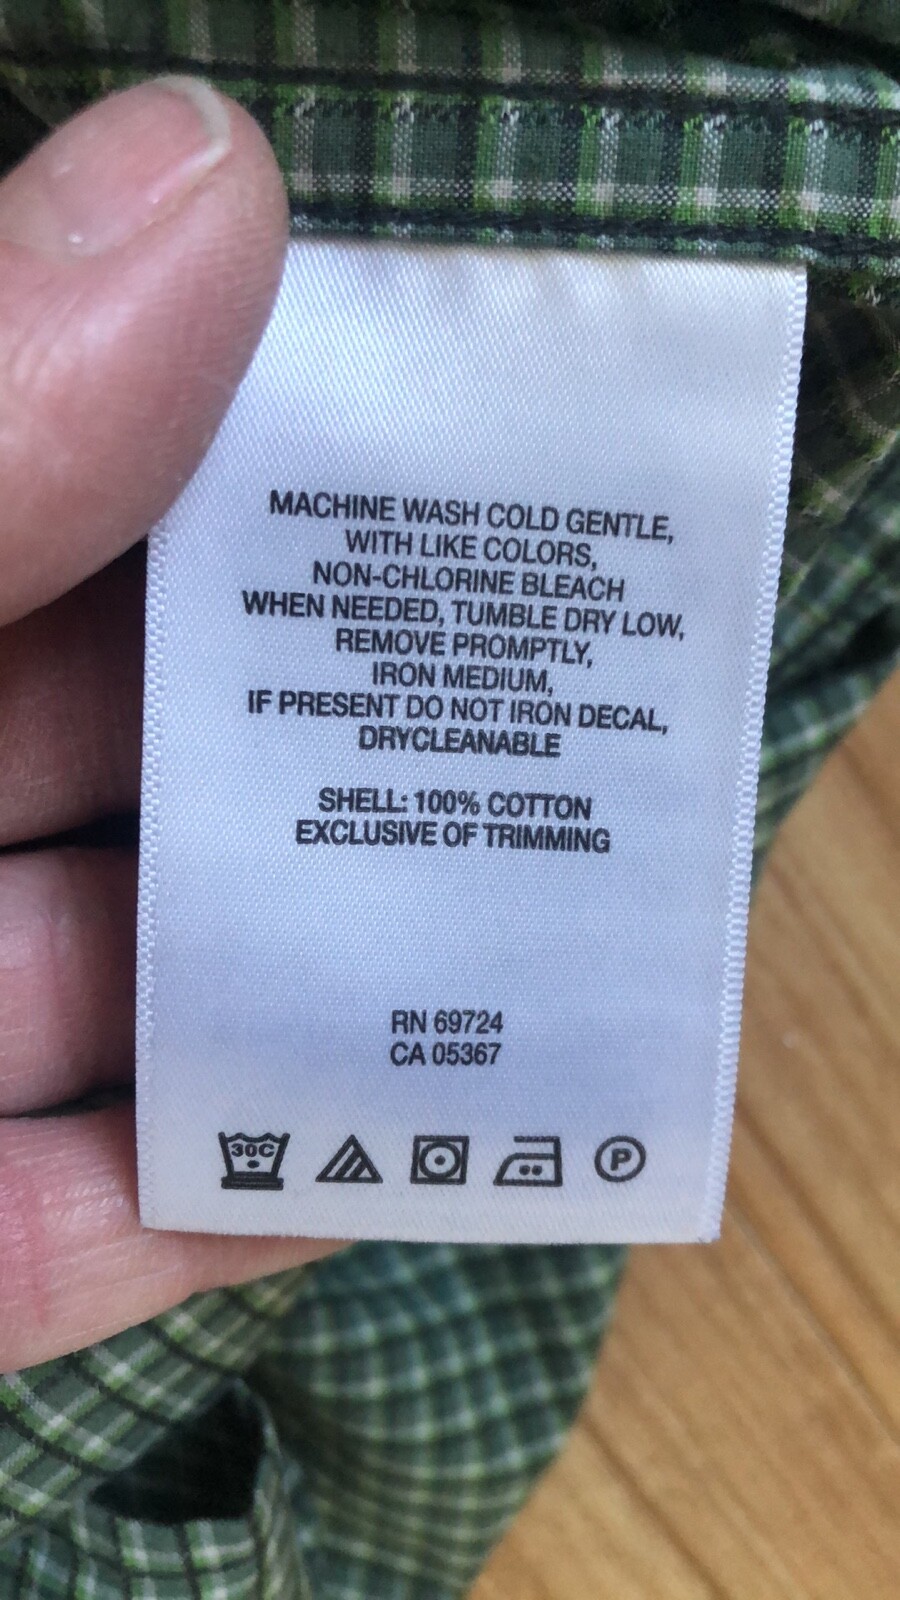 MACHINE WASH COLD GENTLE,
WITH LIKE COLORS,
NON-CHLORINE BLEACH
WHEN NEEDED, TUMBLE DRY LOW,
REMOVE PROMPTLY,
IRON MEDIUM,
IF PRESENT DO NOT IRON DECAL,
DRYCLEANABLE
SHELL: 100% COTTON
EXCLUSIVE OF TRIMMING
RN 69724
CA 05367
30C P